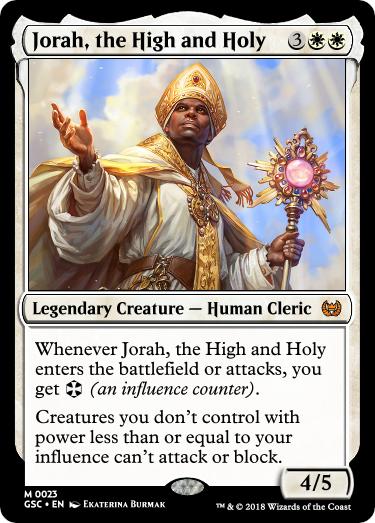 Jorah, the High and Holy 3
Legendary Creature — Human Cleric
Whenever Jorah, the High and Holy
enters the battlefield or attacks, you
get (an influence counter).
Creatures you don't control with
power less than or equal to your
influence can't attack or block.
4/5
M 0023
GSC • EN Ekaterina Burmak
™ & © 2018 Wizards of the Coast